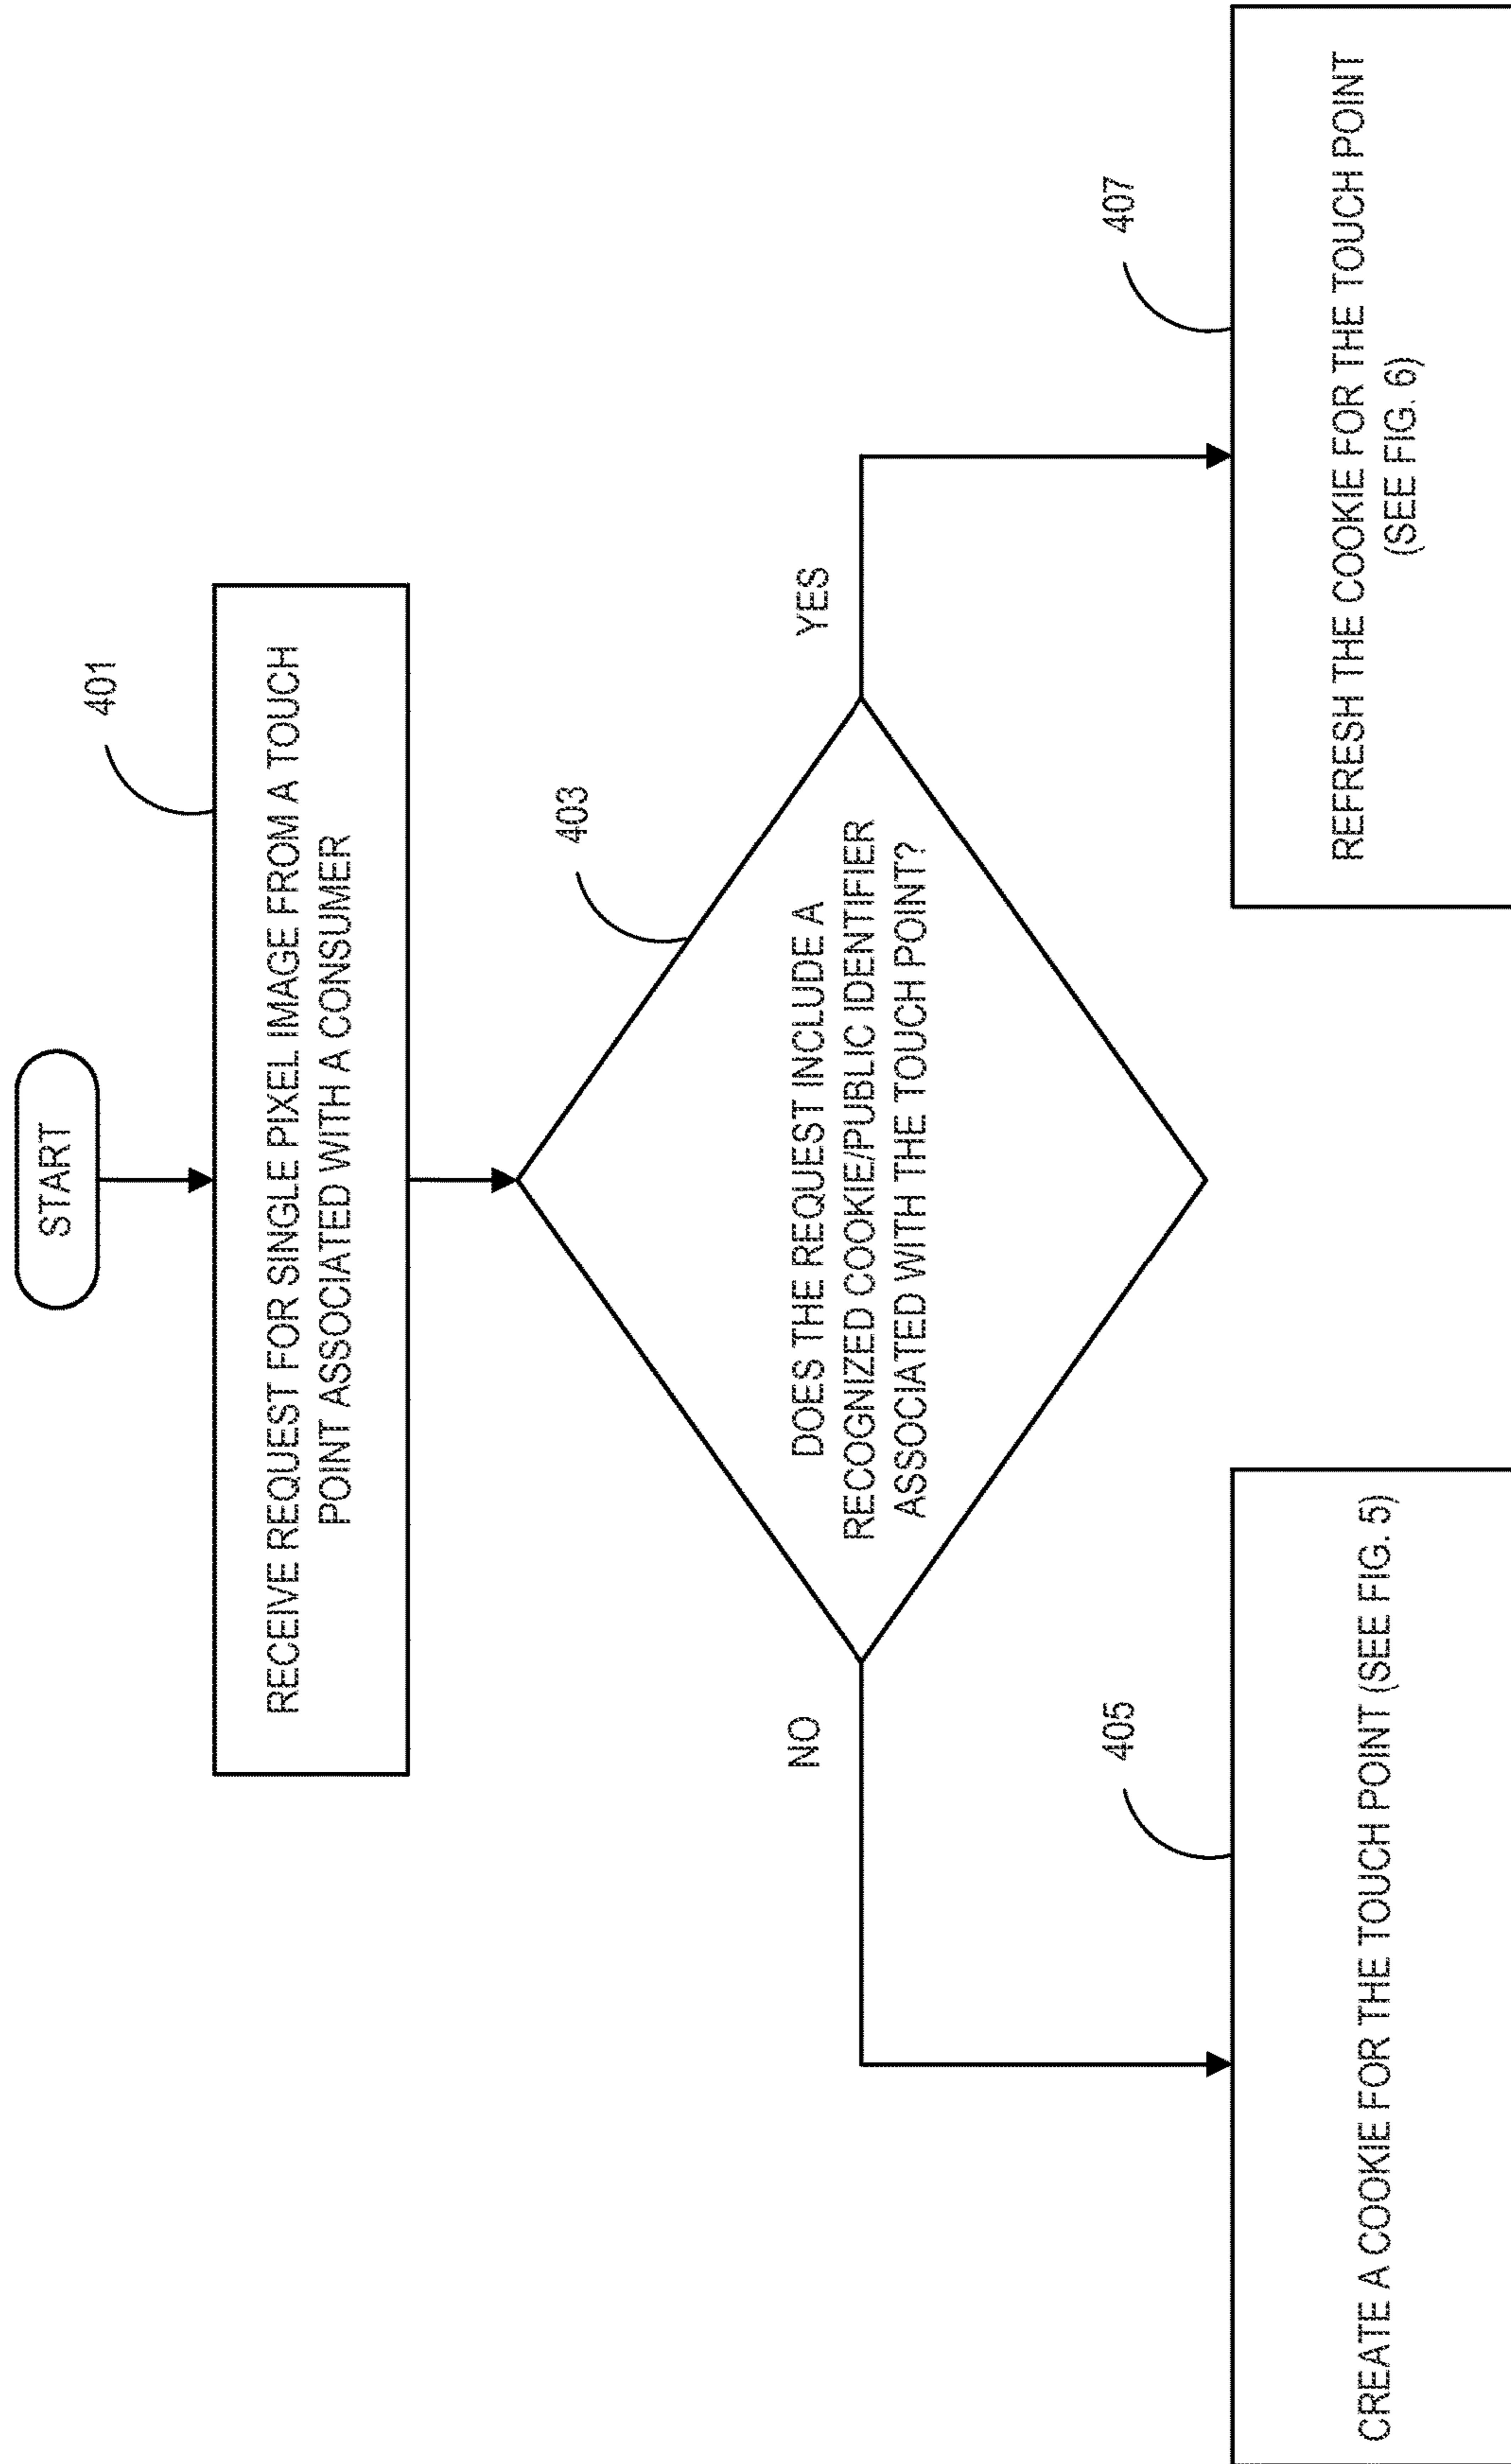 START
401
RECEIVE REQUEST FOR SINGLE PIXEL IMAGE FROM A TOUCH
POINT ASSOCIATED WITH A CONSUMER
403
DOES THE REQUEST INCLUDE A
RECOGNIZED COOKIE/PUBLIC IDENTIFIER
ASSOCIATED WITH THE TOUCH POINT?
NO
YES
405
CREATE A COOKIE FOR THE TOUCH POINT (SEE FIG. 5)
407
REFRESH THE COOKIE FOR THE TOUCH POINT
(SEE FIG. 6)